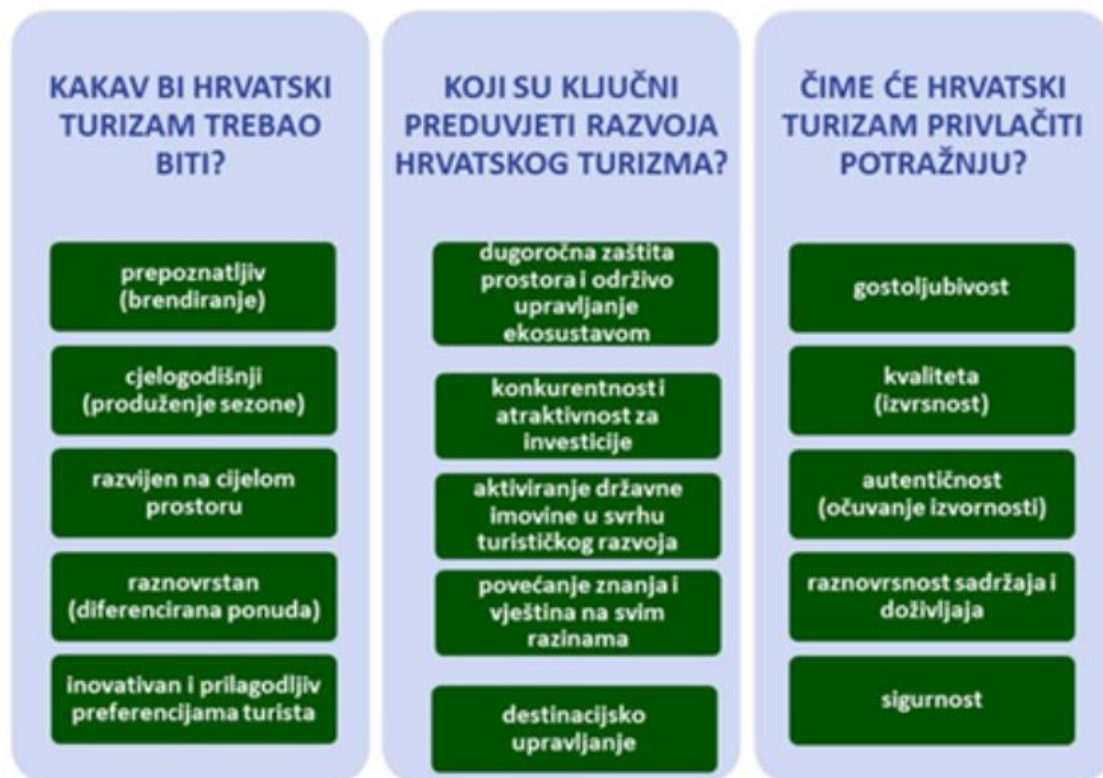 KAKAV BI HRVATSKI
TURIZAM TREBAO
BITI?
prepoznatljiv
(brendiranje)
cjelogodišnji
(produženje sezone)
razvijen na cijelom
prostoru
raznovrstan
(diferencirana ponuda)
inovativan i prilagodljiv
preferencijama turista
KOJI SU KLJUČNI
PREDUVJETI RAZVOJA
HRVATSKOG TURIZMA?
dugoročna zaštita
prostora i održivo
upravljanje
ekosustavom
konkurentnost i
atraktivnost za
investicije
aktiviranje državne
imovine u svrhu
turističkog razvoja
povećanje znanja i
vještina na svim
razinama
destinacijsko
upravljanje
ČIME ĆE HRVATSKI
TURIZAM PRIVLAČITI
POTRAŽNJU?
gostoljubivost
kvaliteta
(izvrsnost)
autentičnost
(očuvanje izvornosti)
raznovrsnost sadržaja i
doživljaja
sigurnost